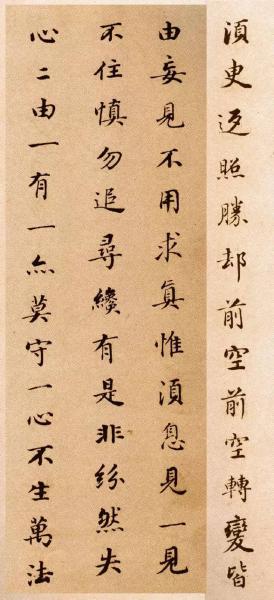 須臾返照勝却前空前空轉變皆
由妄見不用求真惟須息見一見
不住慎勿追尋纔有是非紛然失
心二由一有一亦莫守一心不生萬法